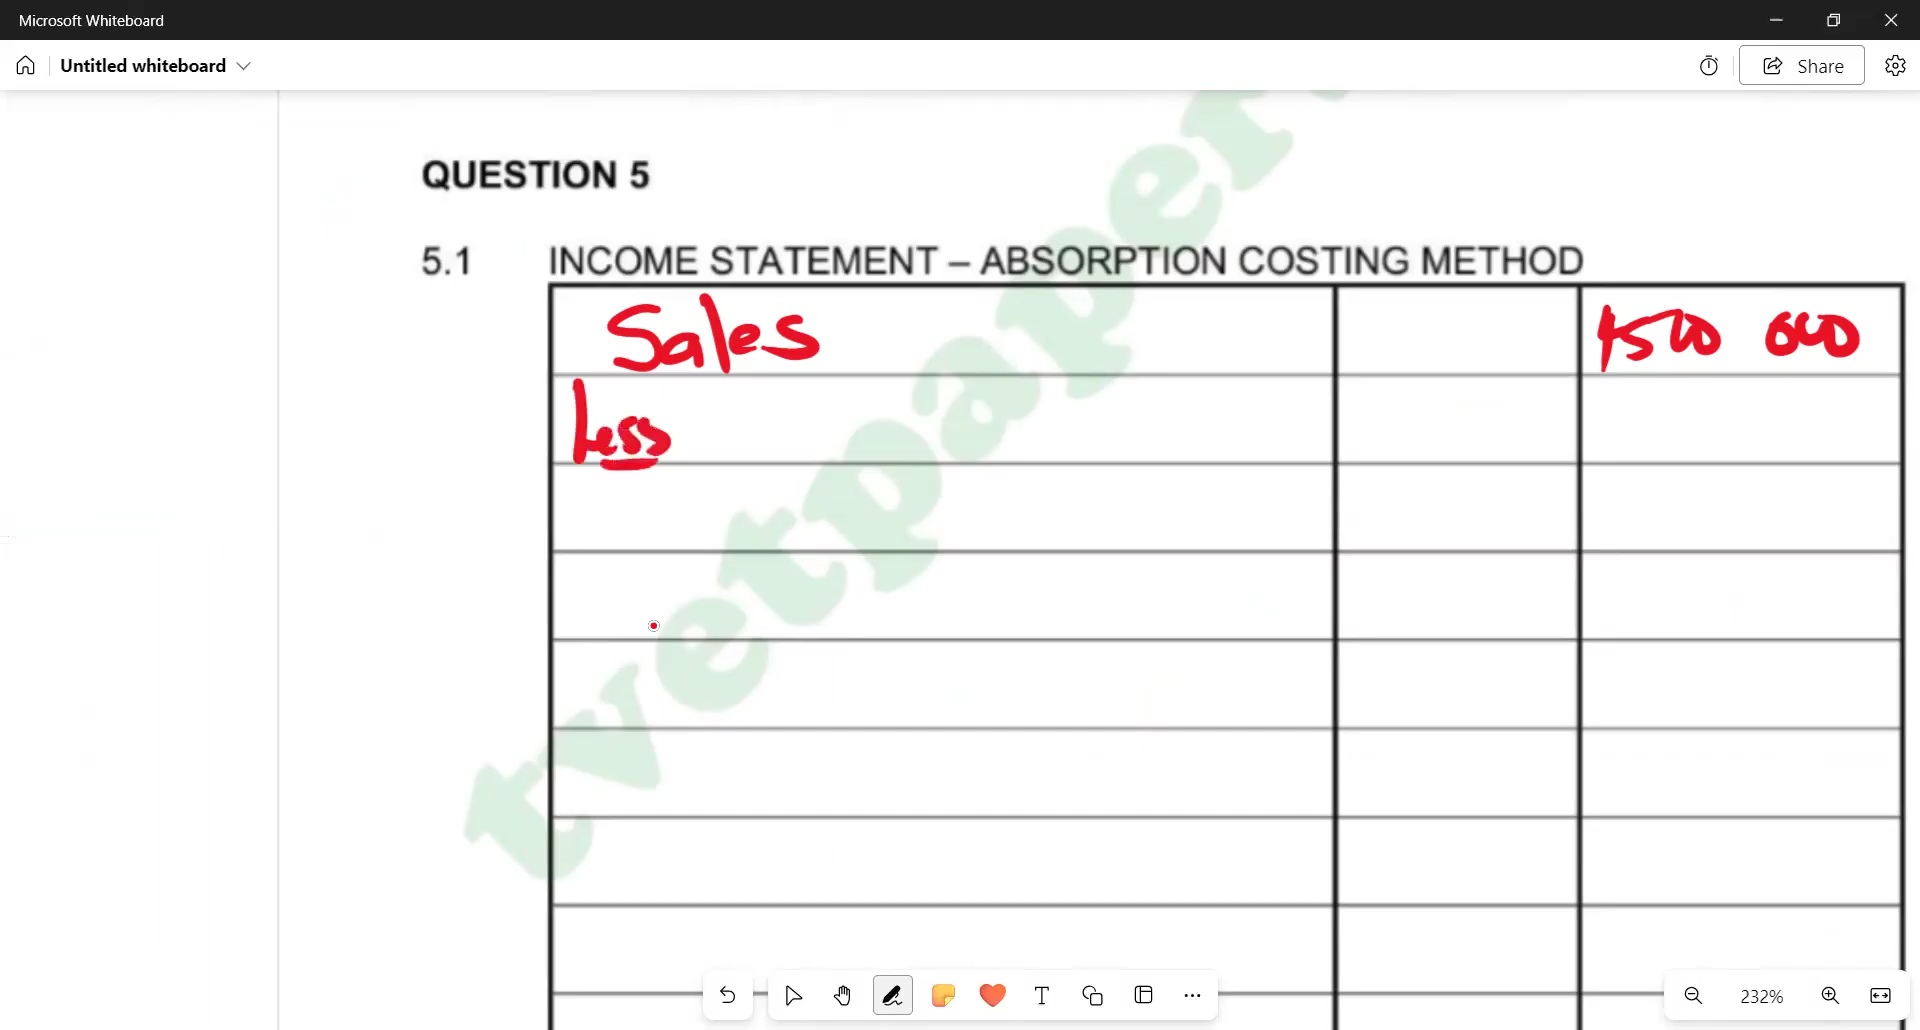 Microsoft Whiteboard
Untitled whiteboard
Share
QUESTION 5
5.1 INCOME STATEMENT – ABSORPTION COSTING METHOD
Sales 1500 000
Less
tvetpaper
232%